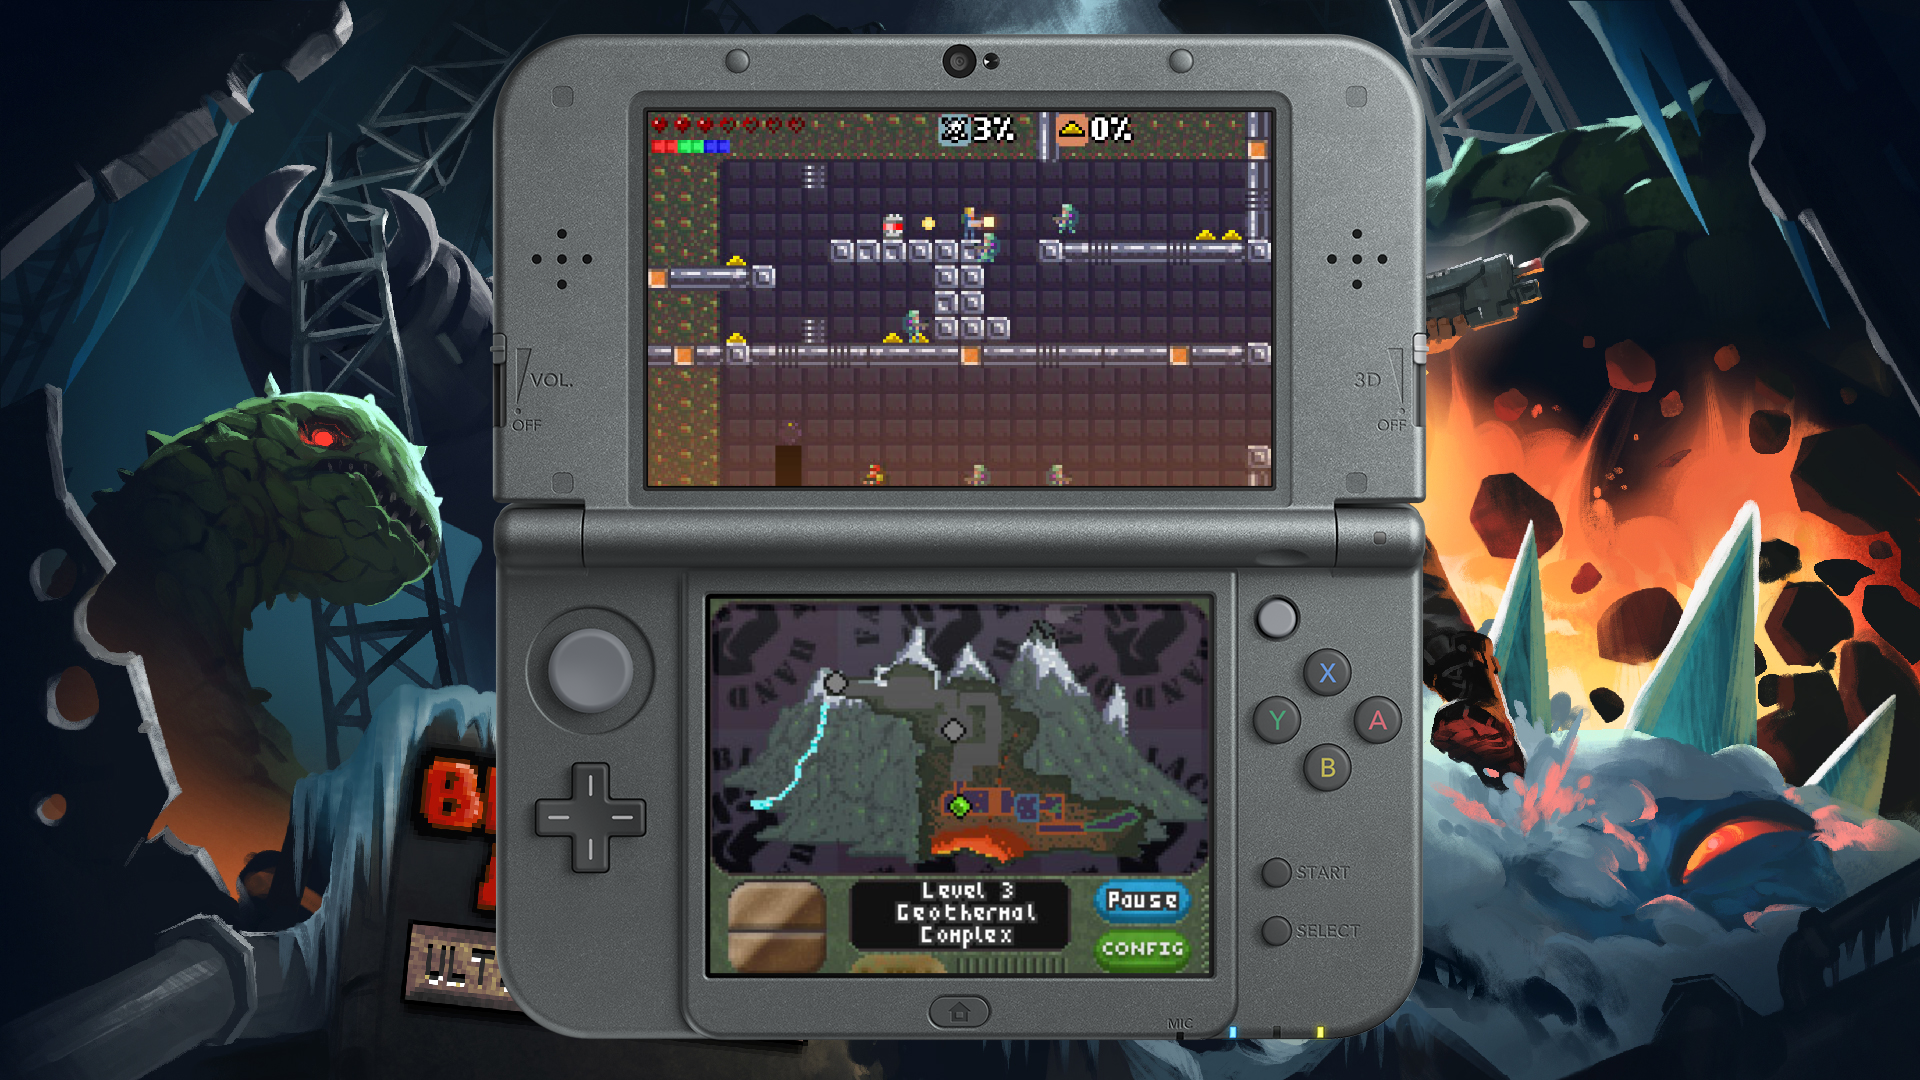 3%
0%
VOL.
OFF
3D
OFF
X
Y
A
B
Level 3
Geothermal
Complex
Pause
CONFIG
START
SELECT
MIC